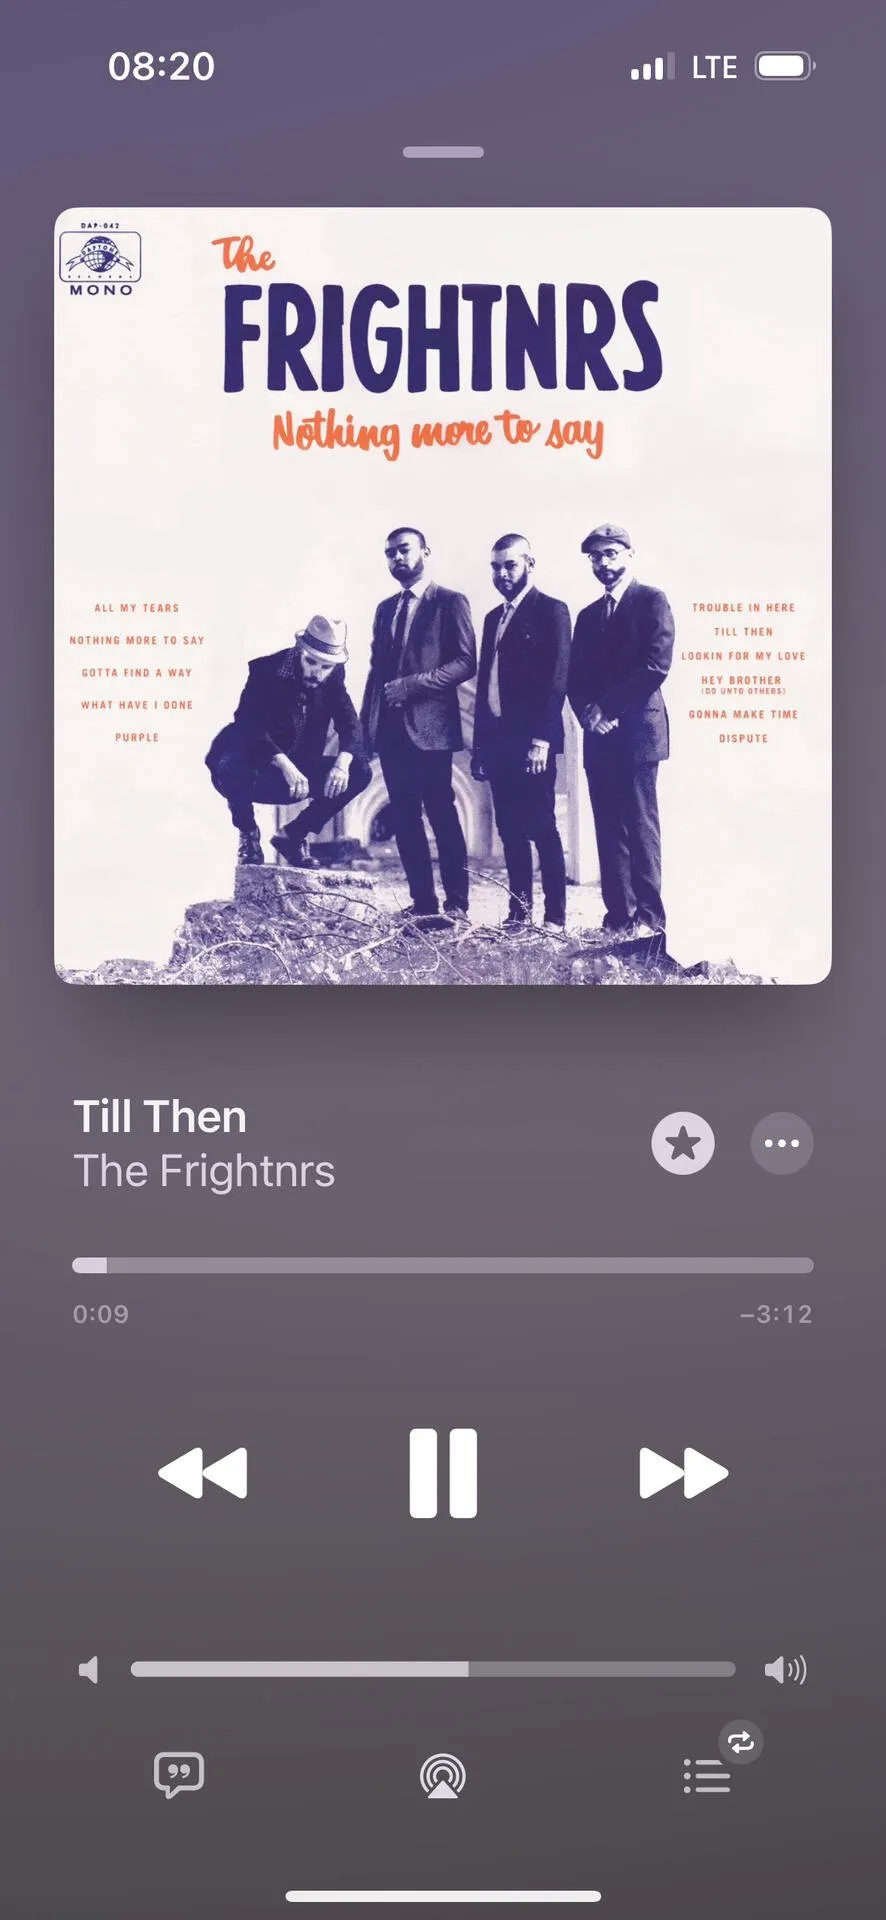 08:20
LTE
DAP-042
DAPTONE
RECORDS
MONO
The
FRIGHTNRS
Nothing more to say
ALL MY TEARS
NOTHING MORE TO SAY
GOTTA FIND A WAY
WHAT HAVE I DONE
PURPLE
TROUBLE IN HERE
TILL THEN
LOOKIN FOR MY LOVE
HEY BROTHER
(DO UNTO OTHERS)
GONNA MAKE TIME
DISPUTE
Till Then
The Frightnrs
0:09
−3:12